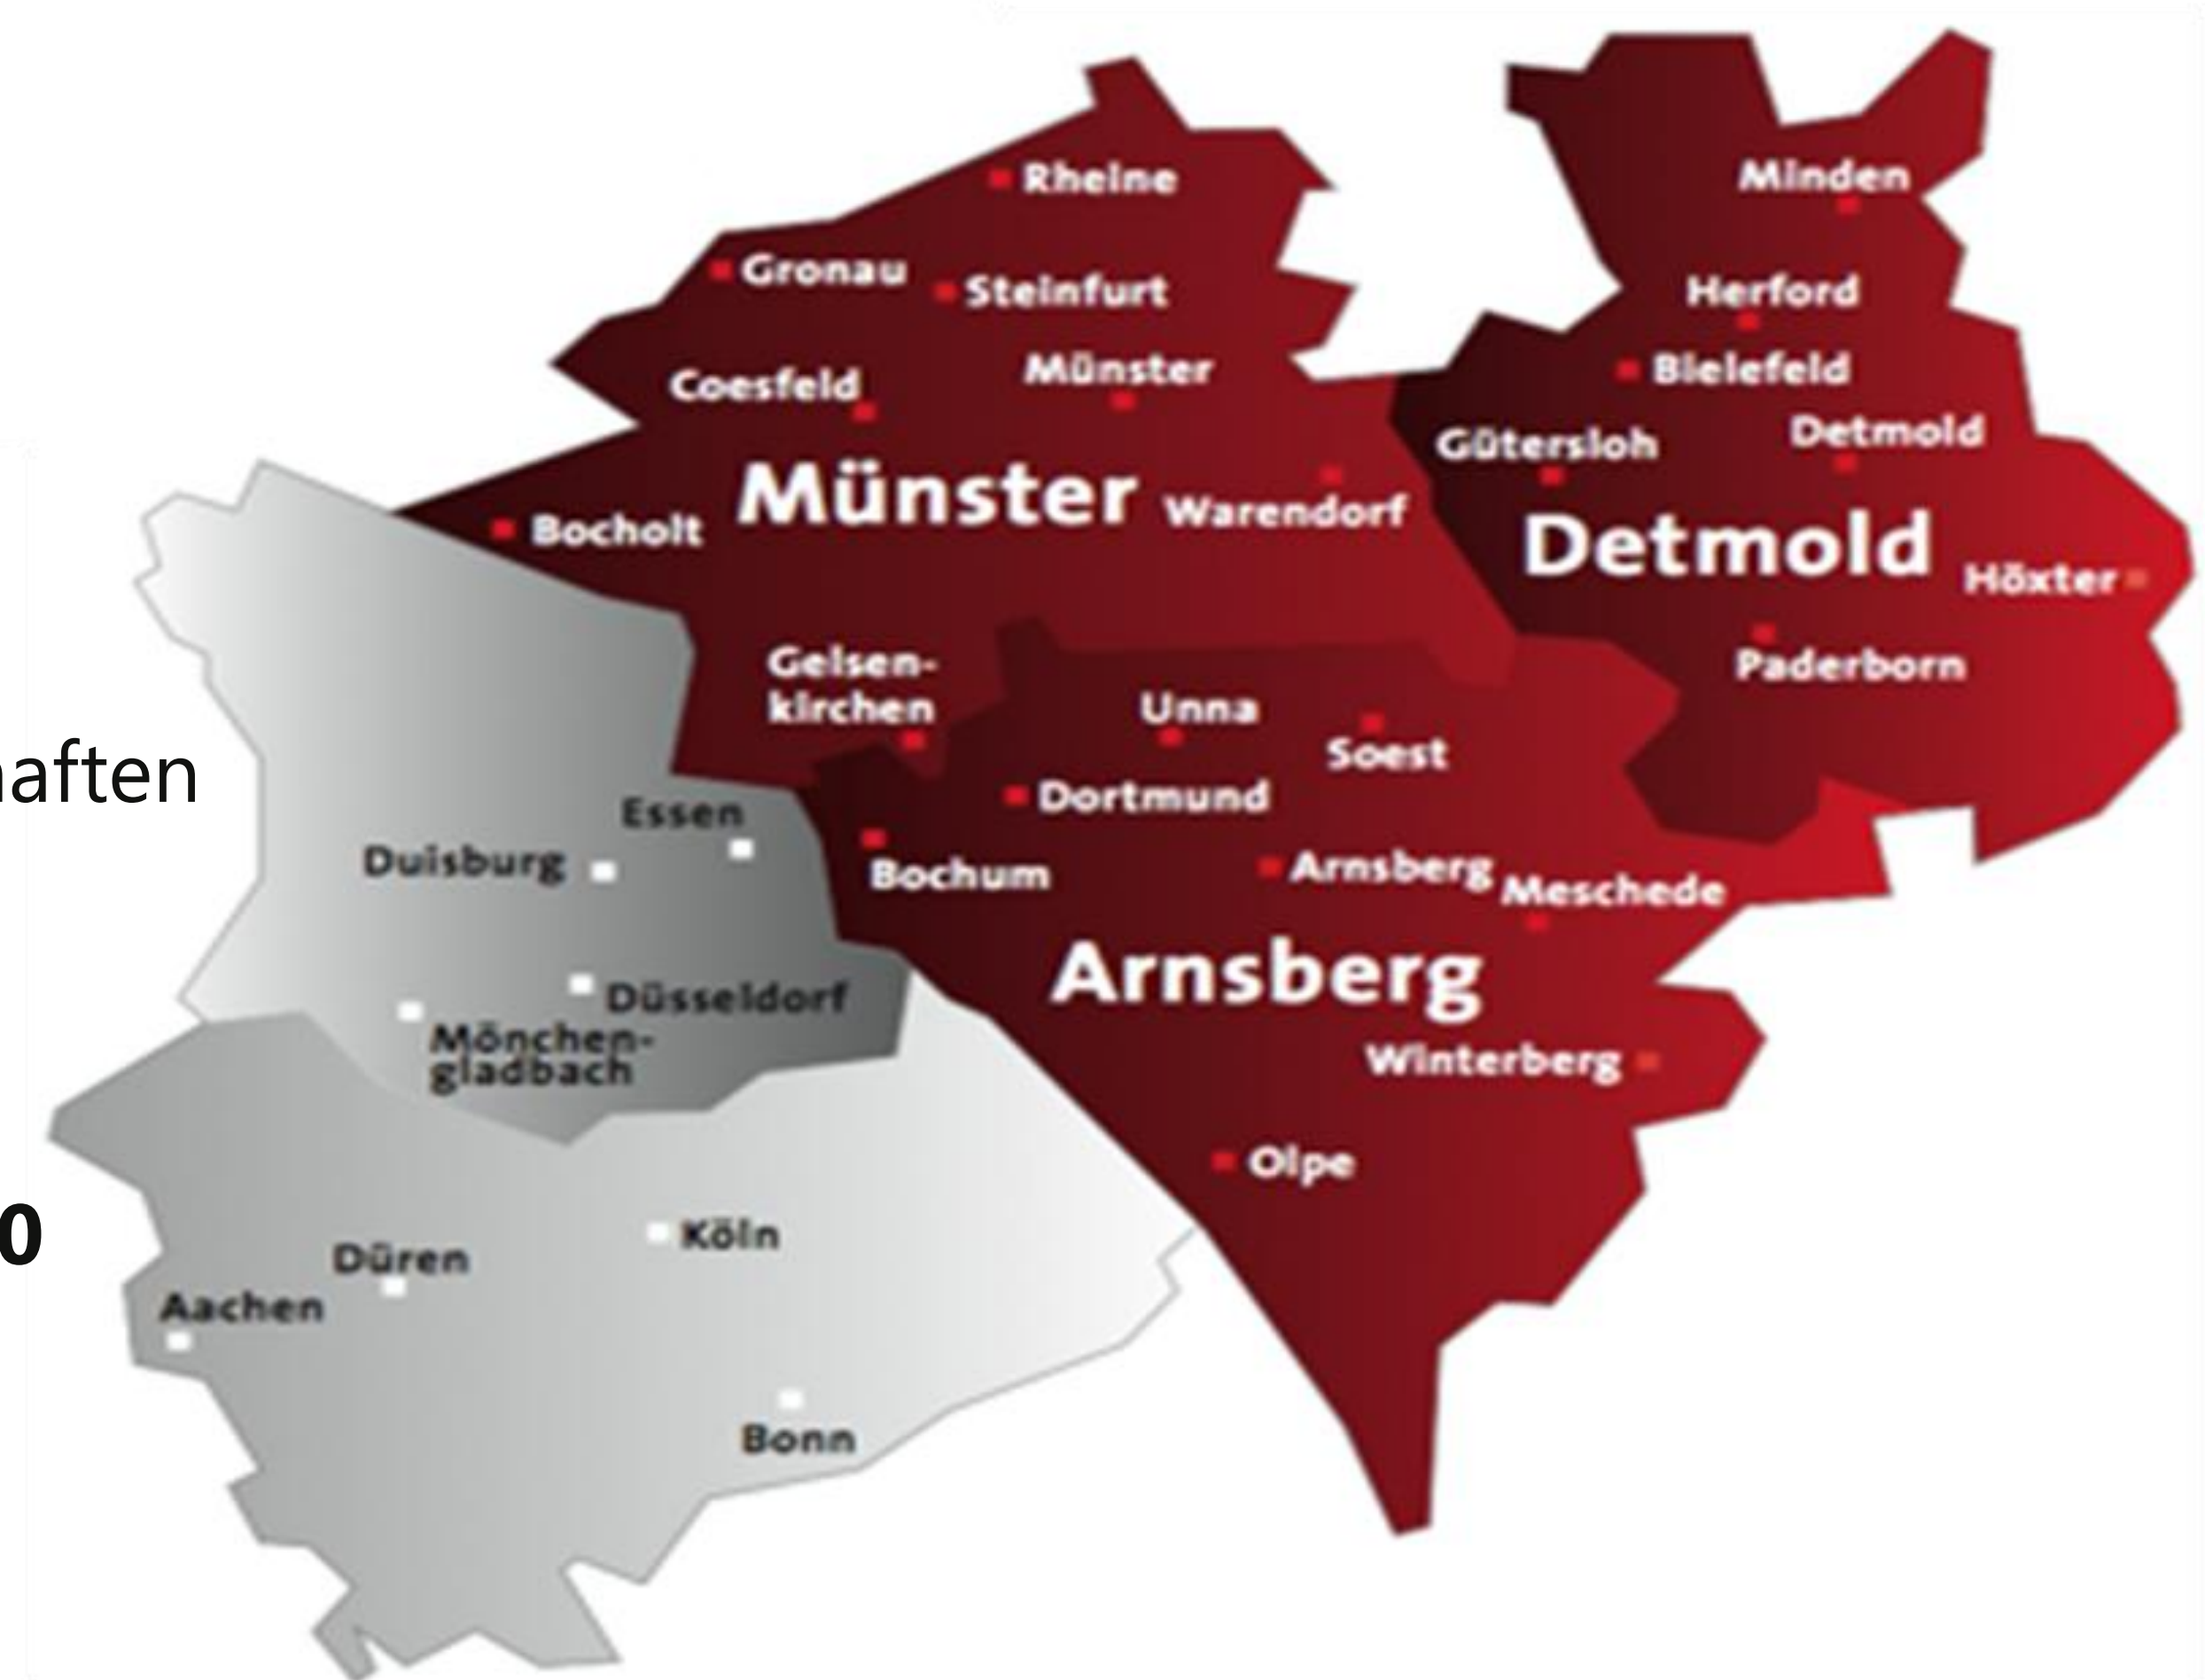 Rheine
Minden
Gronau
Steinfurt
Herford
Münster
Coesfeld
Bielefeld
Gütersloh
Detmold
Münster
Warendorf
Bocholt
Detmold
Höxter
Gelsen-
kirchen
Unna
Paderborn
Soest
haften
Dortmund
Essen
Duisburg
Bochum
Arnsberg
Meschede
Arnsberg
Düsseldorf
Mönchen-
gladbach
Winterberg
Olpe
0
Köln
Düren
Aachen
Bonn